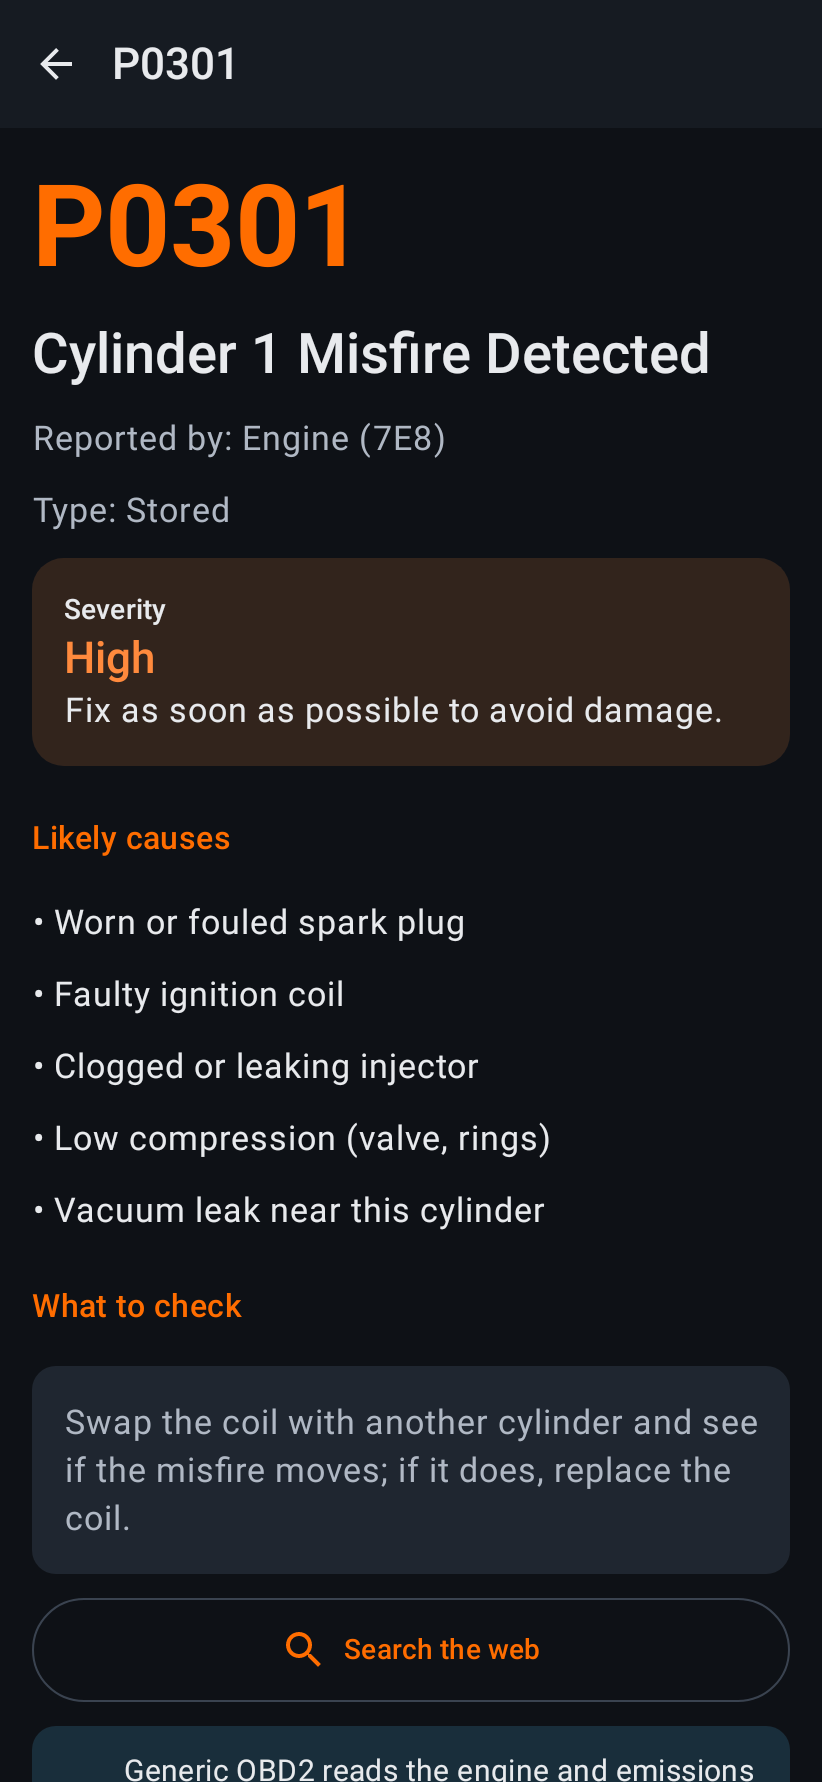 P0301
P0301
Cylinder 1 Misfire Detected
Reported by: Engine (7E8)
Type: Stored
Severity
High
Fix as soon as possible to avoid damage.
Likely causes
• Worn or fouled spark plug
• Faulty ignition coil
• Clogged or leaking injector
• Low compression (valve, rings)
• Vacuum leak near this cylinder
What to check
Swap the coil with another cylinder and see
if the misfire moves; if it does, replace the
coil.
Search the web
Generic OBD2 reads the engine and emissions